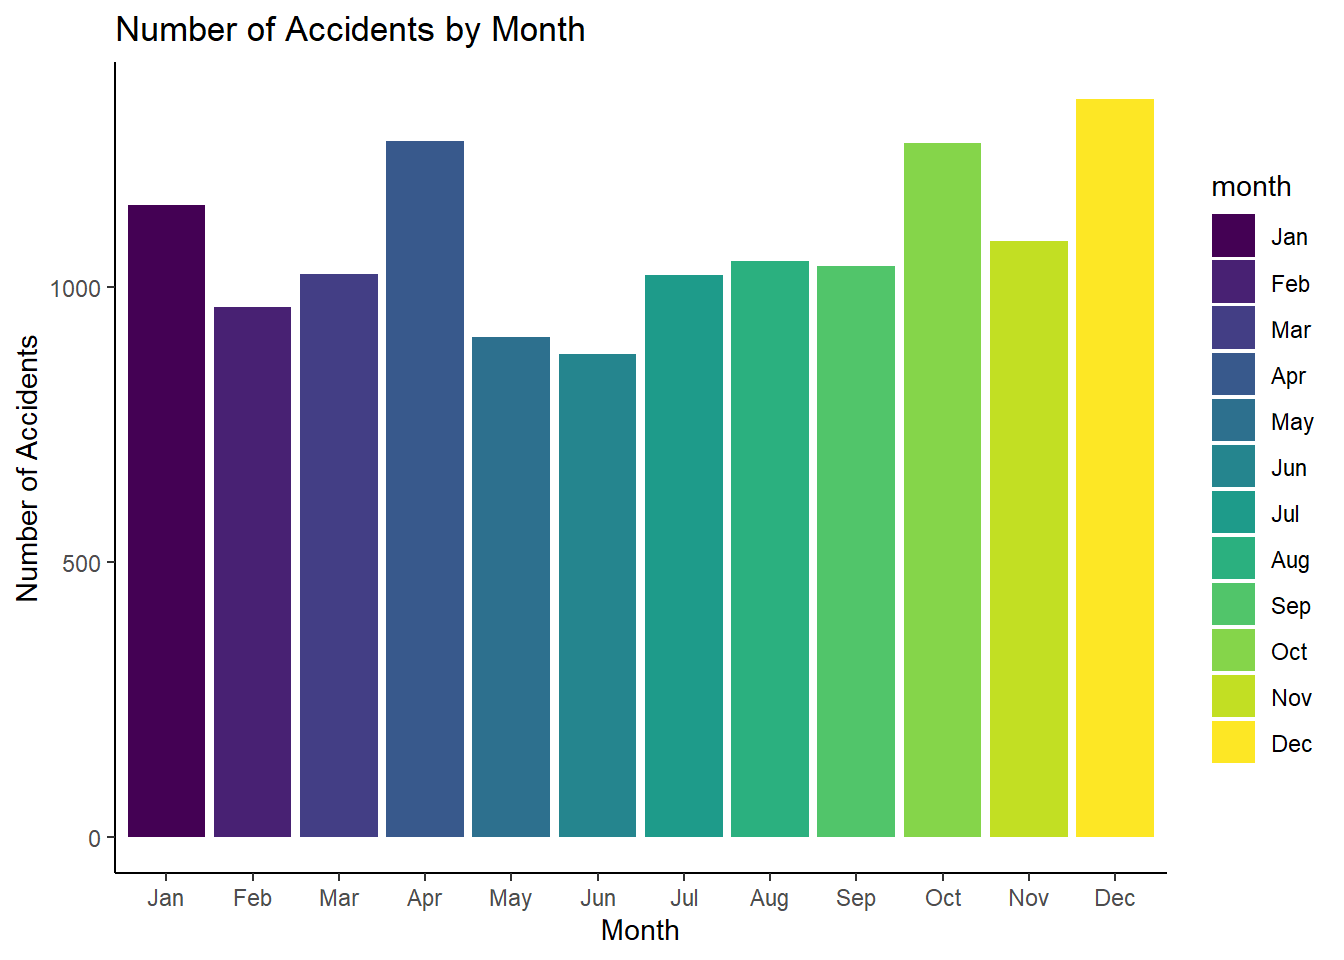 Number of Accidents by Month
Number of Accidents
1000
500
0
Jan Feb Mar Apr May Jun Jul Aug Sep Oct Nov Dec
Month
month
Jan
Feb
Mar
Apr
May
Jun
Jul
Aug
Sep
Oct
Nov
Dec